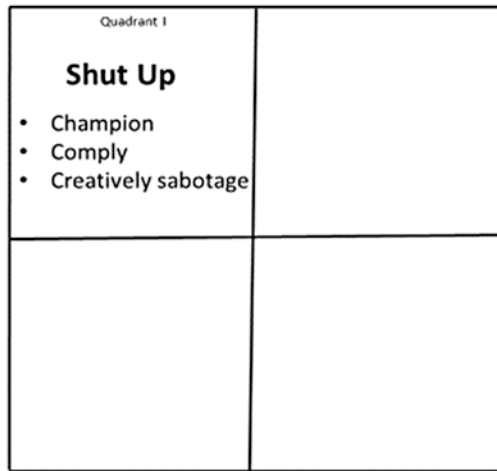 Quadrant I
Shut Up
• Champion
• Comply
• Creatively sabotage